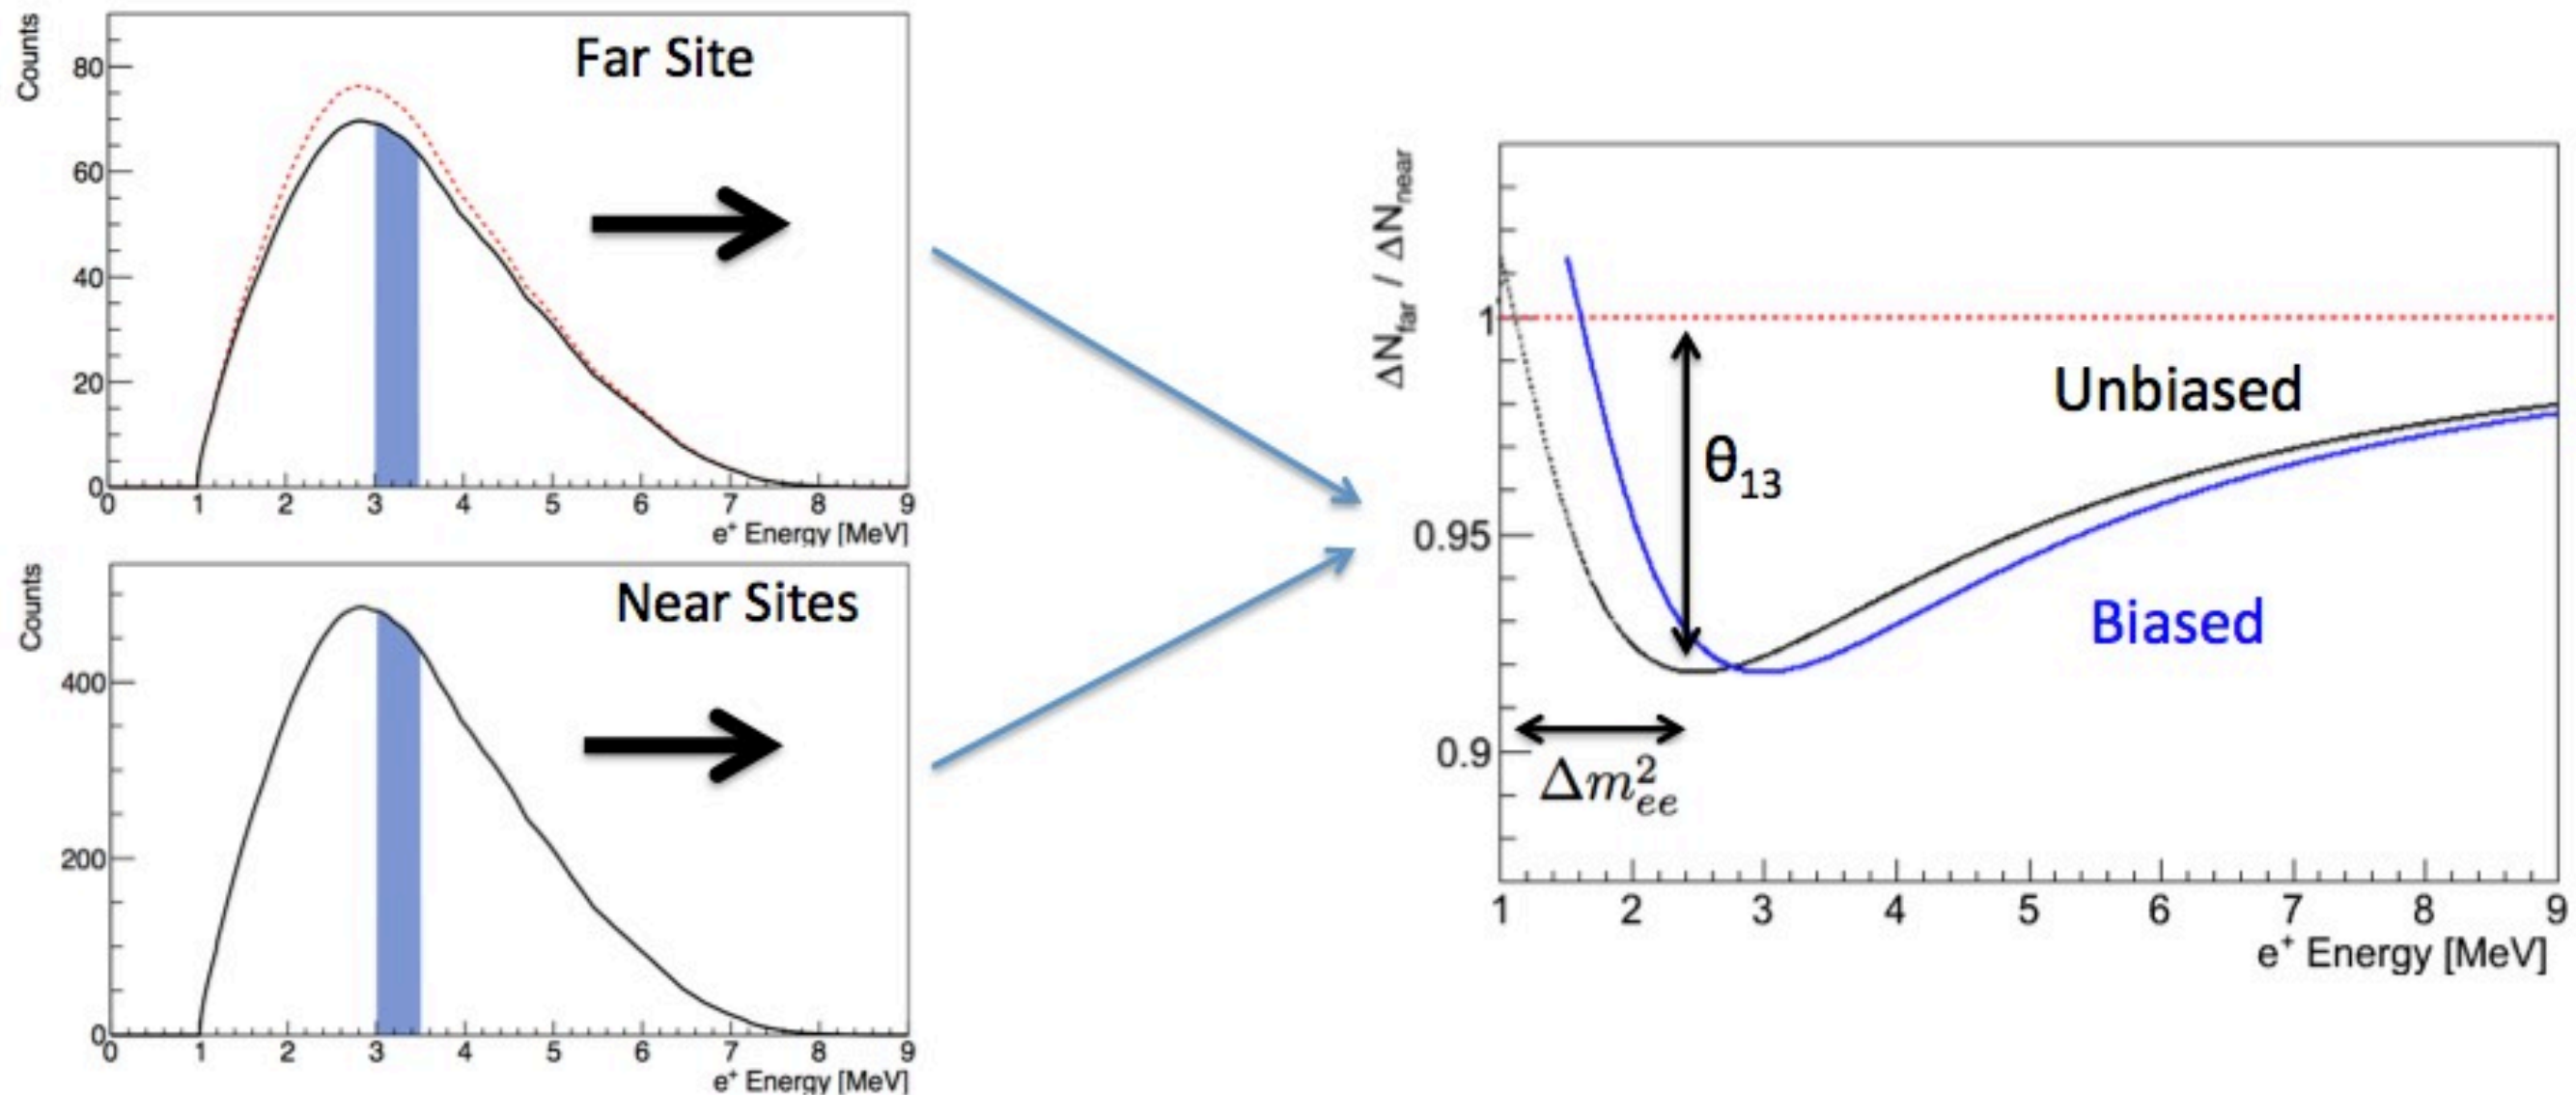 Far Site
Counts
80
60
40
20
0
0 1 2 3 4 5 6 7 8 9
e⁺ Energy [MeV]
Near Sites
Counts
400
200
0
0 1 2 3 4 5 6 7 8 9
e⁺ Energy [MeV]
ΔN_far / ΔN_near
1
0.95
0.9
Unbiased
θ₁₃
Biased
Δm²_ee
1 2 3 4 5 6 7 8 9
e⁺ Energy [MeV]